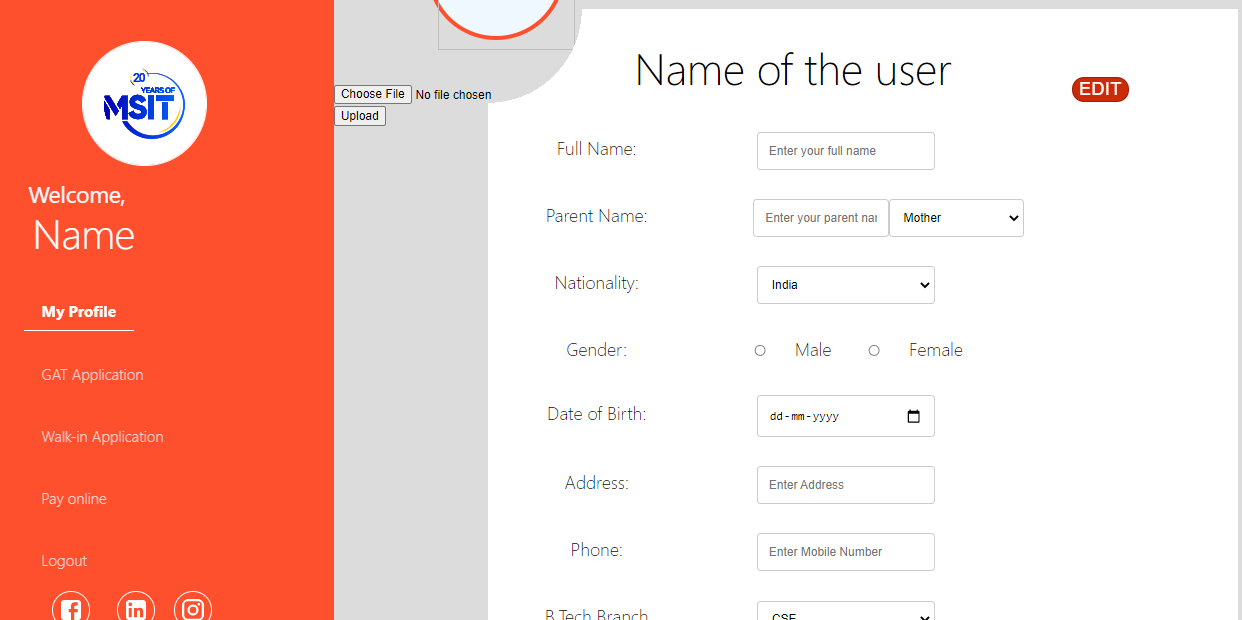 20
YEARS OF
MSIT
Welcome,
Name
My Profile
GAT Application
Walk-in Application
Pay online
Logout
Choose File No file chosen
Upload
Name of the user
EDIT
Full Name: Enter your full name
Parent Name: Enter your parent nar Mother
Nationality: India
Gender: Male Female
Date of Birth: dd-mm-yyyy
Address: Enter Address
Phone: Enter Mobile Number
B.Tech Branch CSE